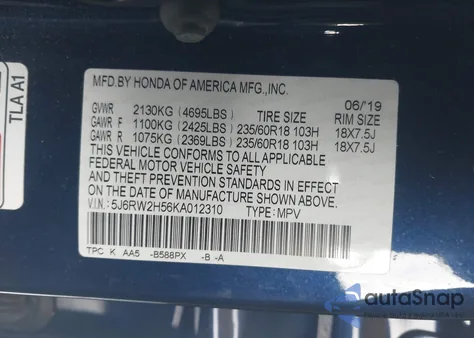 TLA A1
MFD.BY HONDA OF AMERICA MFG.,INC.
06/'19
GVWR 2130KG (4695LBS) TIRE SIZE RIM SIZE
GAWR F 1100KG (2425LBS) 235/60R18 103H 18X7.5J
GAWR R 1075KG (2369LBS) 235/60R18 103H 18X7.5J
THIS VEHICLE CONFORMS TO ALL APPLICABLE
FEDERAL MOTOR VEHICLE SAFETY
AND THEFT PREVENTION STANDARDS IN EFFECT
ON THE DATE OF MANUFACTURE SHOWN ABOVE.
V.I.N: 5J6RW2H56KA012310 TYPE: MPV
TPC K AA5 -B588PX -B -A
autoSnap